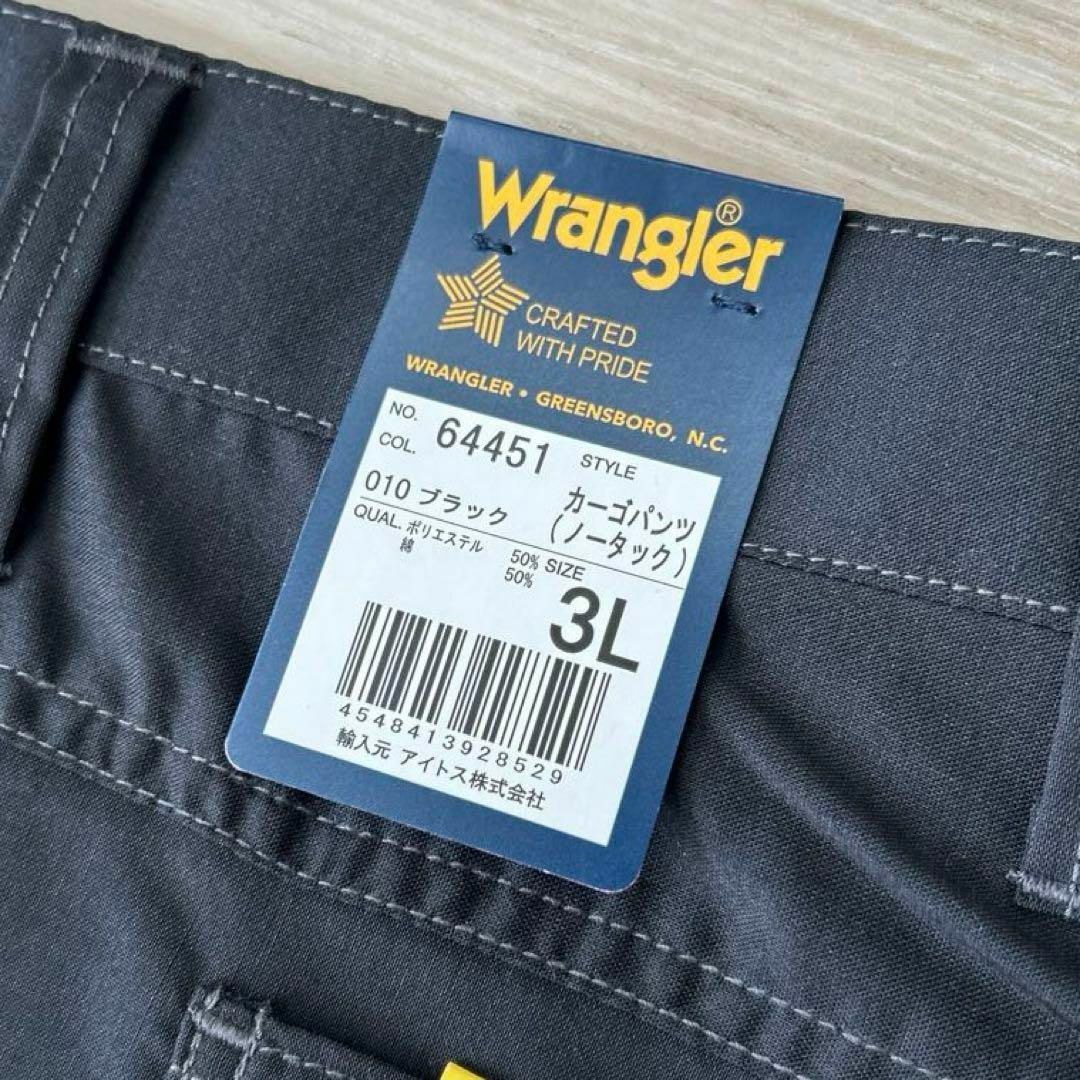 Wrangler®
CRAFTED
WITH PRIDE
WRANGLER • GREENSBORO, N.C.
NO. 64451
COL. STYLE
010 ブラック カーゴパンツ
(ノータック)
QUAL. ポリエステル 50% SIZE
綿 50%
3L
4548413928529
輸入元 アイトス株式会社